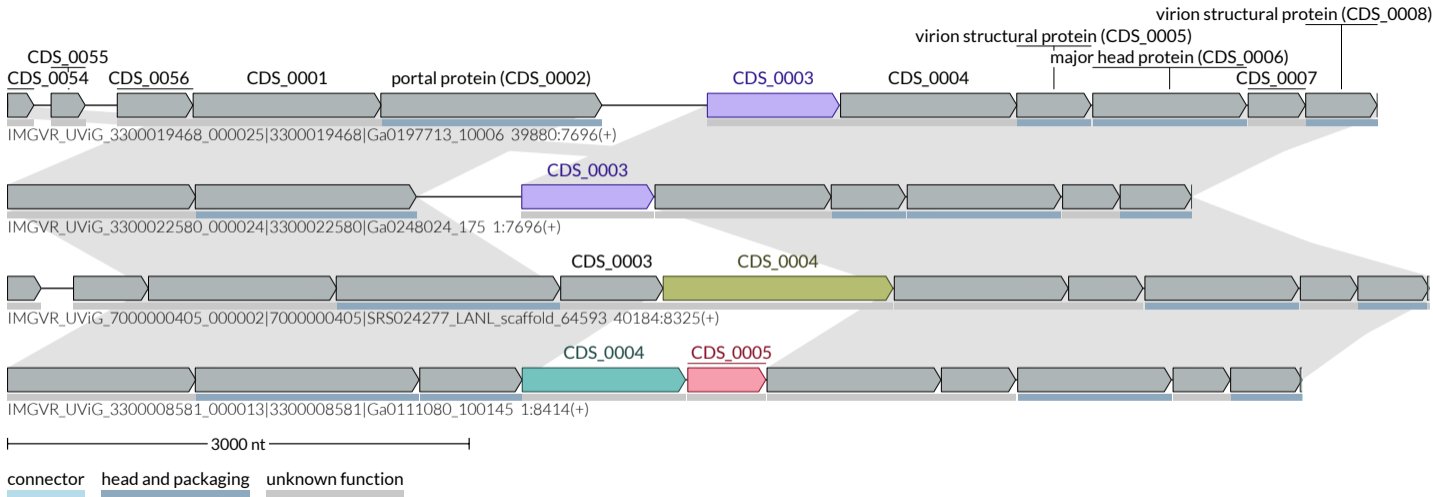 virion structural protein (CDS_0008)
virion structural protein (CDS_0005)
CDS_0055
major head protein (CDS_0006)
CDS_0054 CDS_0056 CDS_0001 portal protein (CDS_0002) CDS_0003 CDS_0004 CDS_0007
IMGVR_UViG_3300019468_000025|3300019468|Ga0197713_10006 39880:7696(+)
CDS_0003
IMGVR_UViG_3300022580_000024|3300022580|Ga0248024_175 1:7696(+)
CDS_0003 CDS_0004
IMGVR_UViG_7000000405_000002|7000000405|SRS024277_LANL_scaffold_64593 40184:8325(+)
CDS_0004 CDS_0005
IMGVR_UViG_3300008581_000013|3300008581|Ga0111080_100145 1:8414(+)
3000 nt
connector head and packaging unknown function